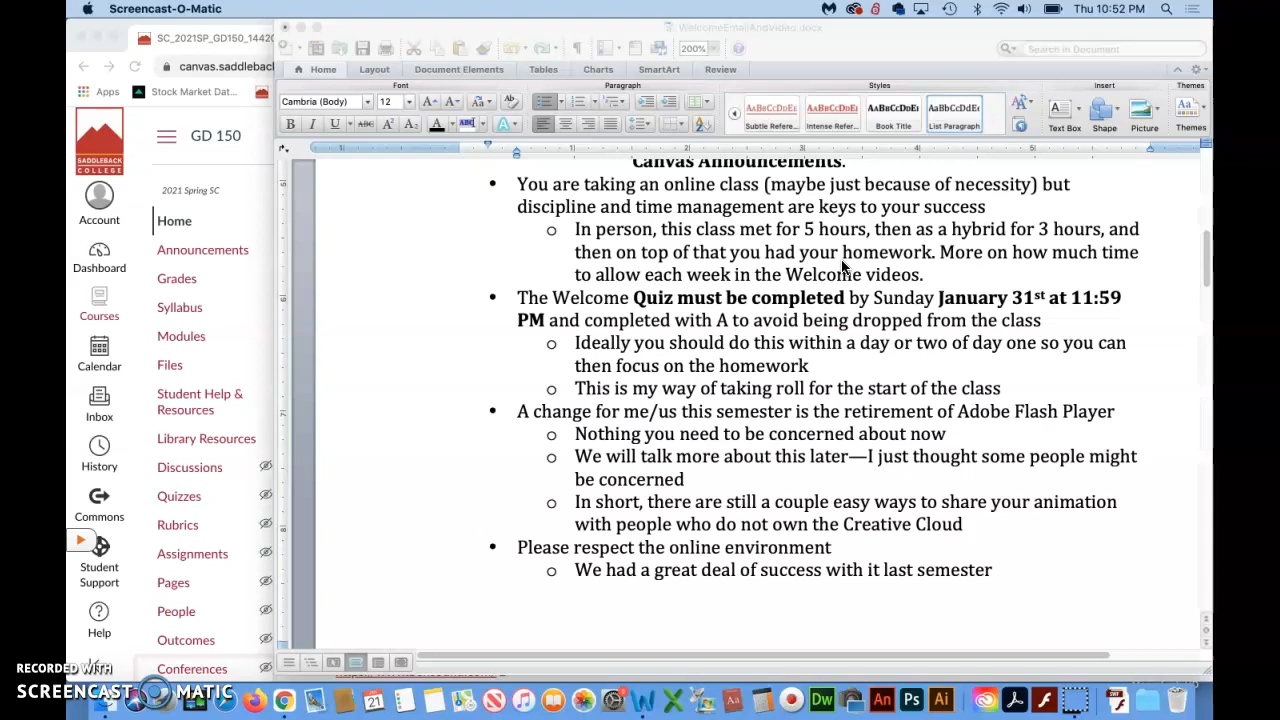 Screencast-O-Matic
Thu 10:52 PM
SC_2021SP_GD150_14420
WelcomeEmailAndVideo.docx
canvas.saddleback
200%
Search in Document
Apps
Stock Market Dat...
Home
Layout
Document Elements
Tables
Charts
SmartArt
Review
Font
Paragraph
Styles
Insert
Themes
Cambria (Body)
12
AaBbCcDdEe
AaBbCcDdEe
AaBbCcDdEe
AaBbCcDdEe
Subtle Refere...
Intense Refer...
Book Title
List Paragraph
Text Box
Shape
Picture
Themes
SADDLEBACK
COLLEGE
GD 150
2021 Spring SC
Account
Dashboard
Courses
Calendar
Inbox
History
Commons
Student
Support
Help
Home
Announcements
Grades
Syllabus
Modules
Files
Student Help &
Resources
Library Resources
Discussions
Quizzes
Rubrics
Assignments
Pages
People
Outcomes
Conferences
Canvas Announcements.
• You are taking an online class (maybe just because of necessity) but
discipline and time management are keys to your success
o In person, this class met for 5 hours, then as a hybrid for 3 hours, and
then on top of that you had your homework. More on how much time
to allow each week in the Welcome videos.
• The Welcome Quiz must be completed by Sunday January 31st at 11:59
PM and completed with A to avoid being dropped from the class
o Ideally you should do this within a day or two of day one so you can
then focus on the homework
o This is my way of taking roll for the start of the class
• A change for me/us this semester is the retirement of Adobe Flash Player
o Nothing you need to be concerned about now
o We will talk more about this later—I just thought some people might
be concerned
o In short, there are still a couple easy ways to share your animation
with people who do not own the Creative Cloud
• Please respect the online environment
o We had a great deal of success with it last semester
RECORDED WITH
SCREENCAST-O-MATIC
21
Dw
An
Ps
Ai